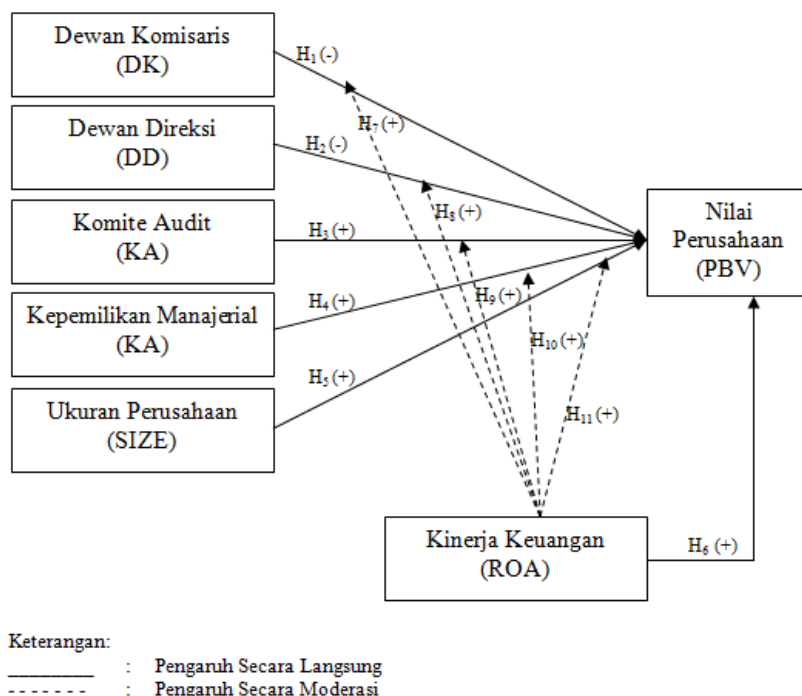 Dewan Komisaris
(DK)
H₁ (-)
Dewan Direksi
(DD)
H₇ (+)
H₂ (-)
Komite Audit
(KA)
H₈ (+)
H₃ (+)
Nilai
Perusahaan
(PBV)
Kepemilikan Manajerial
(KA)
H₄ (+)
H₉ (+)
H₁₀ (+)
Ukuran Perusahaan
(SIZE)
H₅ (+)
H₁₁ (+)
Kinerja Keuangan
(ROA)
H₆ (+)
Keterangan:
________ : Pengaruh Secara Langsung
- - - - - - - : Pengaruh Secara Moderasi